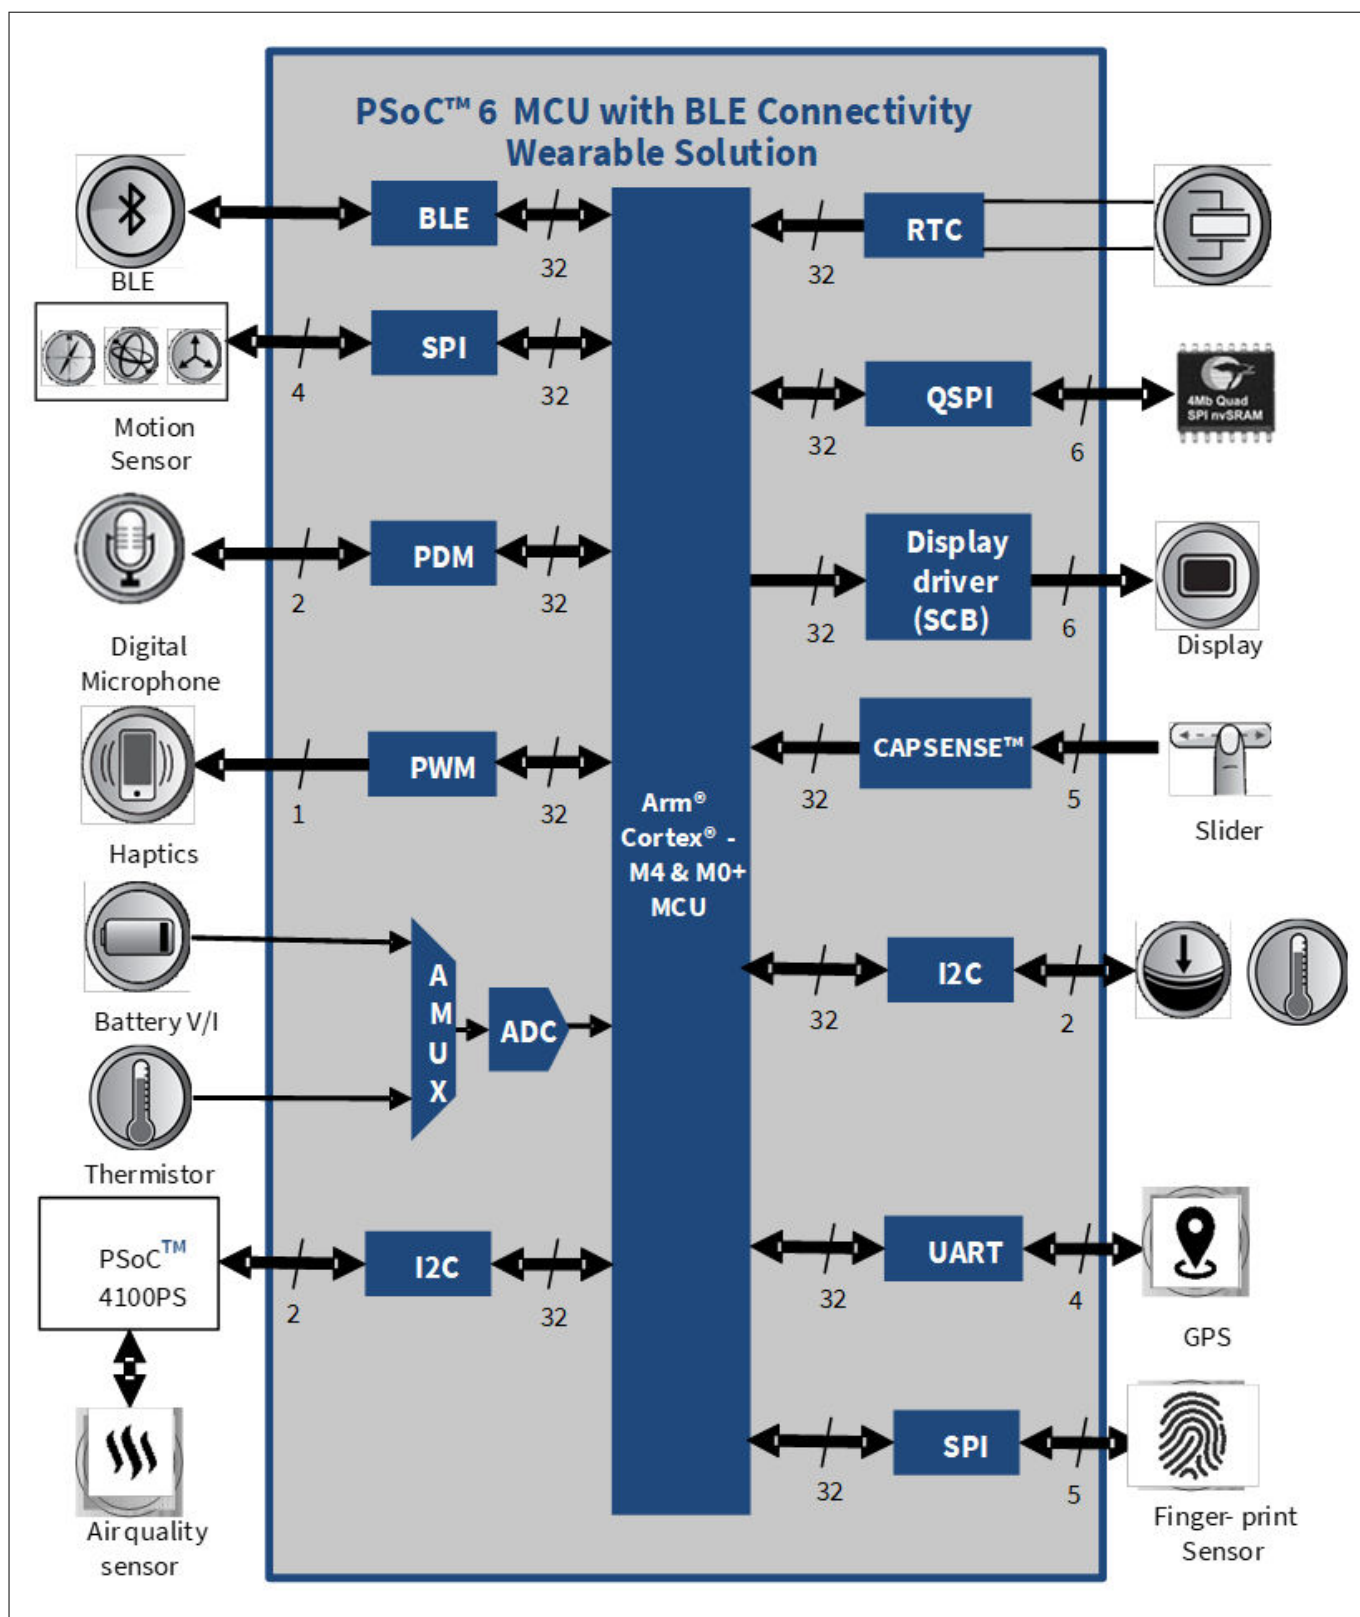 PSoC™ 6 MCU with BLE Connectivity
Wearable Solution
BLE
BLE
32
SPI
4
32
Motion
Sensor
PDM
2
32
Digital
Microphone
PWM
1
32
Haptics
Battery V/I
A
M
U
X
ADC
Thermistor
PSoC™
4100PS
I2C
2
32
Air quality
sensor
Arm®
Cortex® -
M4 & M0+
MCU
RTC
32
QSPI
32
6
4Mb Quad
SPI nvSRAM
Display
driver
(SCB)
32
6
Display
CAPSENSE™
32
5
Slider
I2C
32
2
UART
32
4
GPS
SPI
32
5
Finger- print
Sensor